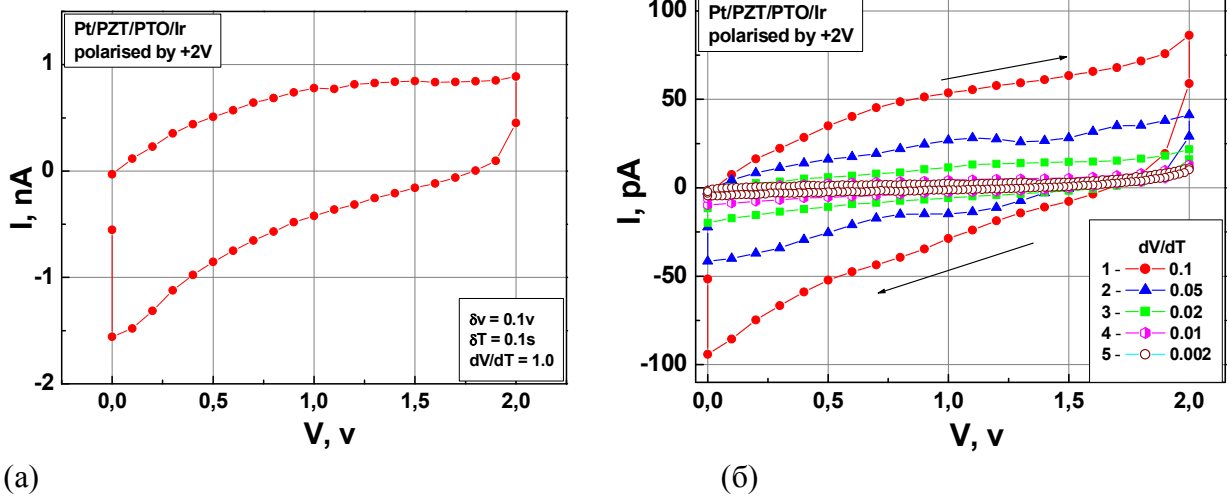 Pt/PZT/PTO/Ir
polarised by +2V
I, nA
1
0
-1
-2
0,0 0,5 1,0 1,5 2,0
V, v
δv = 0.1v
δT = 0.1s
dV/dT = 1.0
(а)
Pt/PZT/PTO/Ir
polarised by +2V
I, pA
100
50
0
-50
-100
0,0 0,5 1,0 1,5 2,0
V, v
dV/dT
1 - 0.1
2 - 0.05
3 - 0.02
4 - 0.01
5 - 0.002
(б)